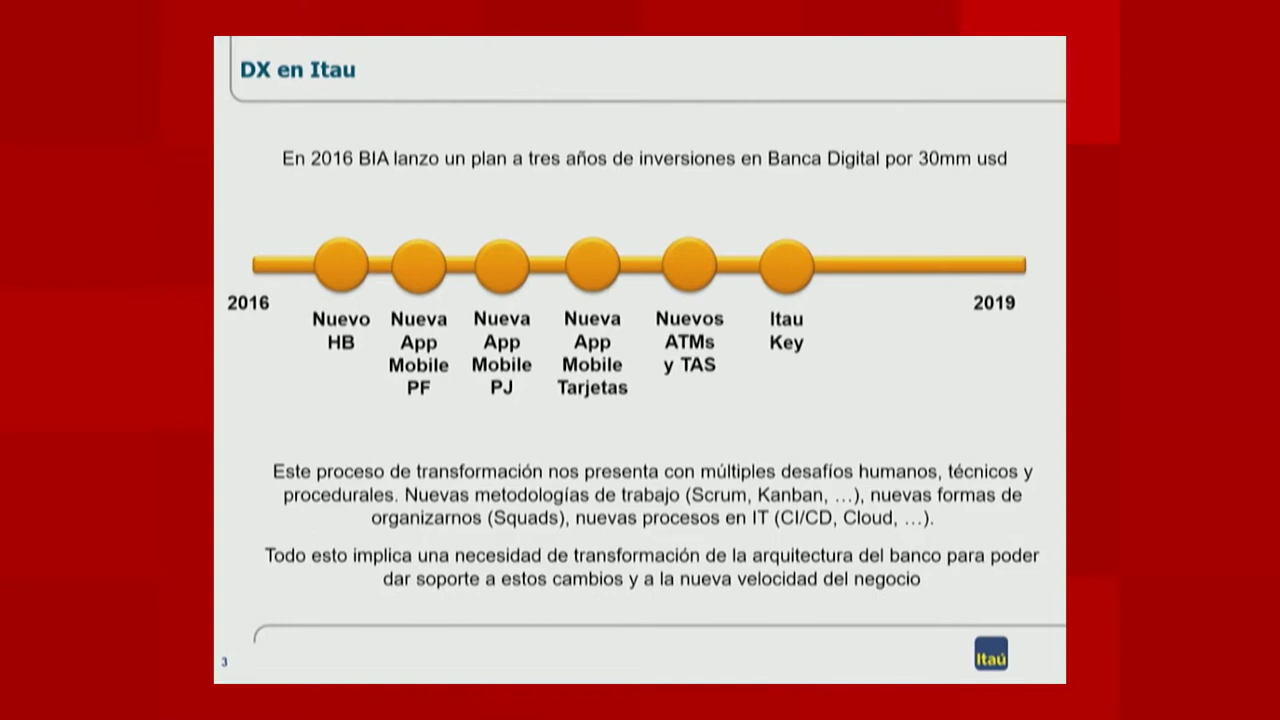 DX en Itau
En 2016 BIA lanzo un plan a tres años de inversiones en Banca Digital por 30mm usd
2016
2019
Nuevo
HB
Nueva
App
Mobile
PF
Nueva
App
Mobile
PJ
Nueva
App
Mobile
Tarjetas
Nuevos
ATMs
y TAS
Itau
Key
Este proceso de transformación nos presenta con múltiples desafíos humanos, técnicos y
procedurales. Nuevas metodologías de trabajo (Scrum, Kanban, …), nuevas formas de
organizarnos (Squads), nuevas procesos en IT (CI/CD, Cloud, …).
Todo esto implica una necesidad de transformación de la arquitectura del banco para poder
dar soporte a estos cambios y a la nueva velocidad del negocio
3
Itaú